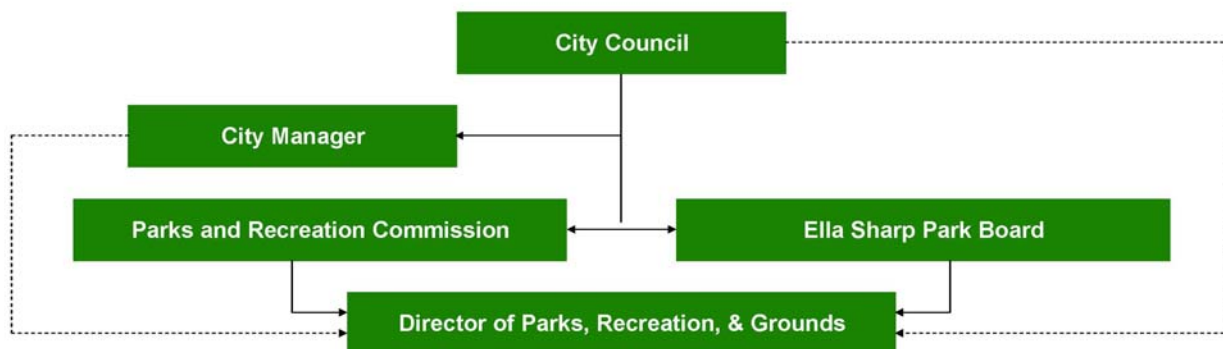 City Council
City Manager
Parks and Recreation Commission
Ella Sharp Park Board
Director of Parks, Recreation, & Grounds